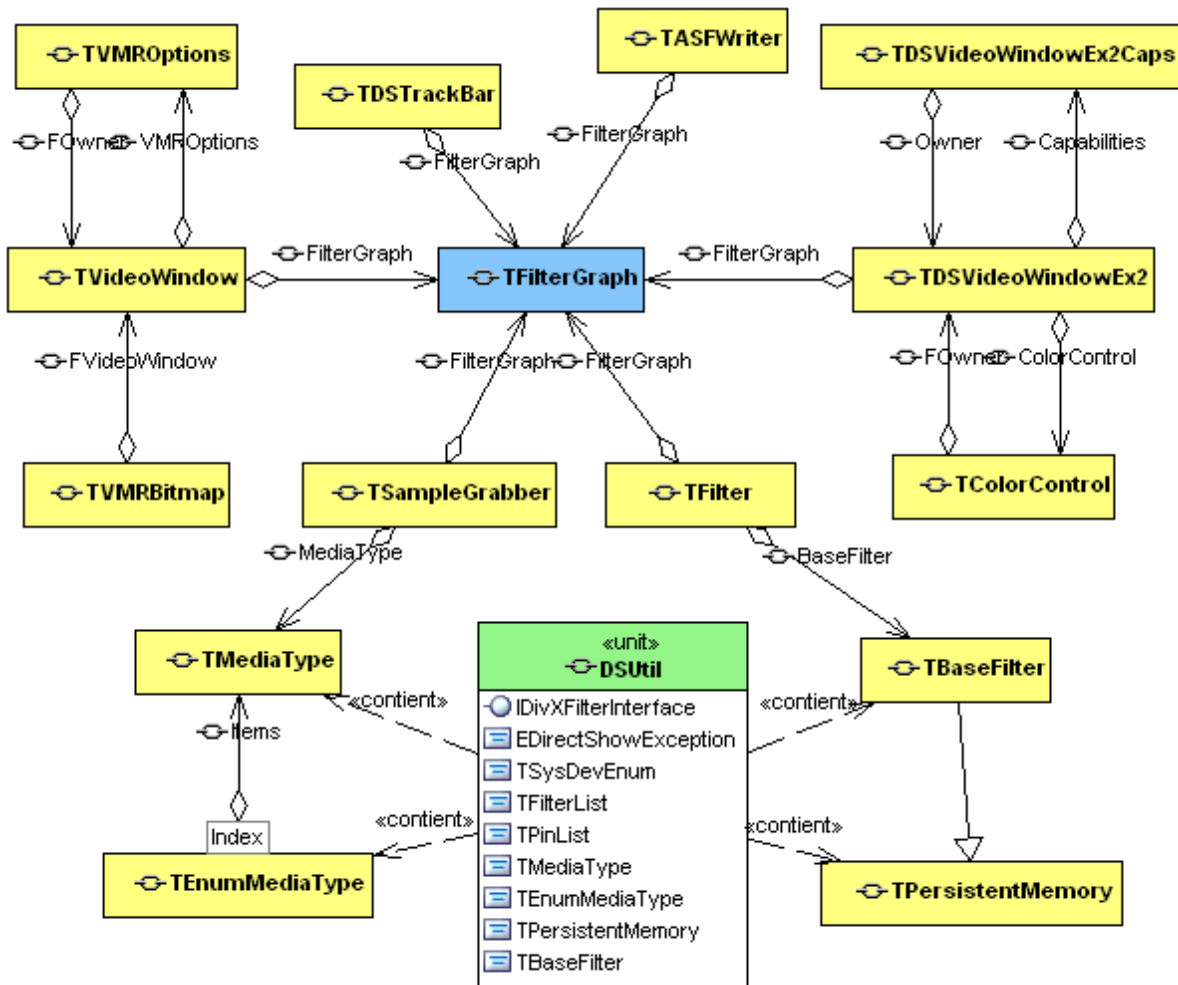 TVMROptions
TASFWriter
TDSVideoWindowEx2Caps
TDSTrackBar
FOwner
VMROptions
FilterGraph
FilterGraph
Owner
Capabilities
FilterGraph
FilterGraph
TVideoWindow
TFilterGraph
TDSVideoWindowEx2
FVideoWindow
FilterGraph
FilterGraph
FOwner
ColorControl
TVMRBitmap
TSampleGrabber
TFilter
TColorControl
MediaType
BaseFilter
TMediaType
«unit»
DSUtil
TBaseFilter
«contient»
«contient»
Items
IDivXFilterInterface
EDirectShowException
TSysDevEnum
TFilterList
TPinList
TMediaType
TEnumMediaType
TPersistentMemory
TBaseFilter
«contient»
«contient»
Index
TEnumMediaType
TPersistentMemory